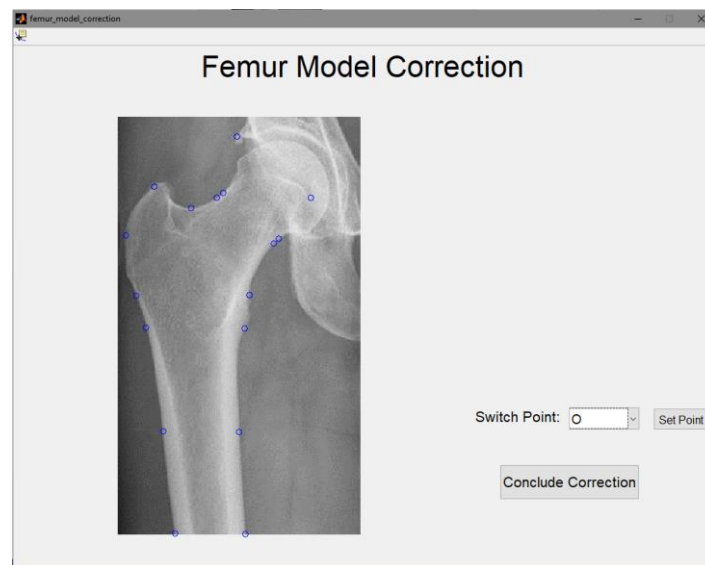 femur_model_correction
Femur Model Correction
Switch Point: O Set Point
Conclude Correction